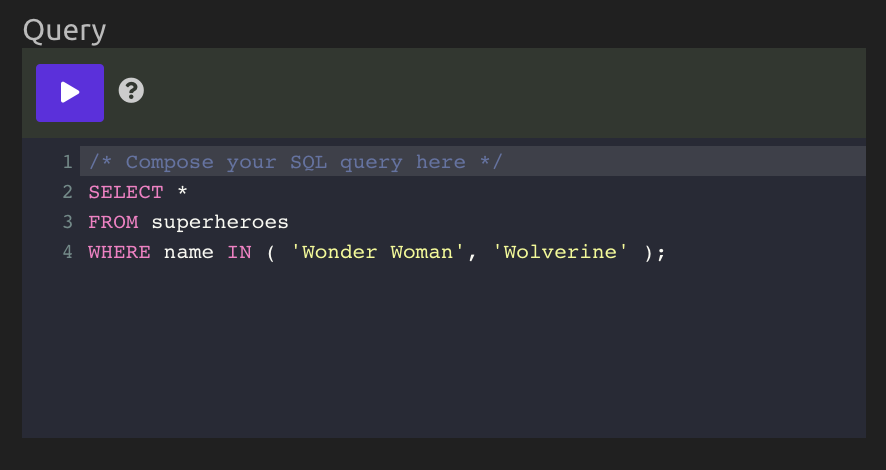 Query
?
1 /* Compose your SQL query here */
2 SELECT *
3 FROM superheroes
4 WHERE name IN ( 'Wonder Woman', 'Wolverine' );